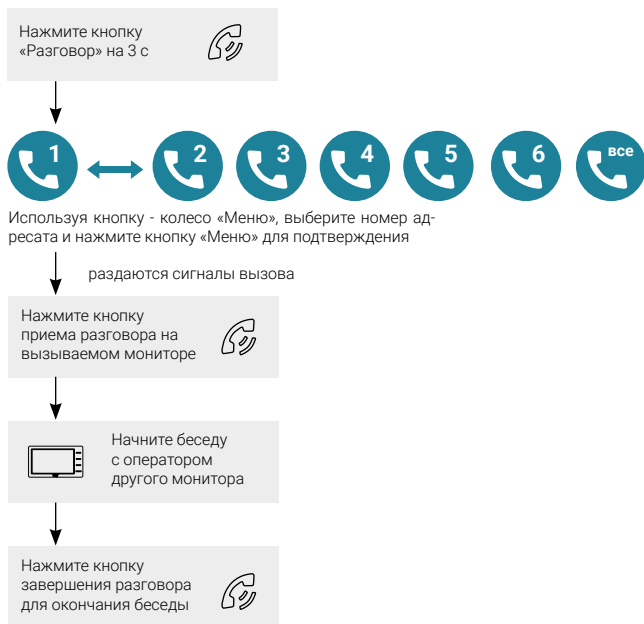 Нажмите кнопку
«Разговор» на 3 с
1 2 3 4 5 6 все
Используя кнопку - колесо «Меню», выберите номер ад-
ресата и нажмите кнопку «Меню» для подтверждения
раздаются сигналы вызова
Нажмите кнопку
приема разговора на
вызываемом мониторе
Начните беседу
с оператором
другого монитора
Нажмите кнопку
завершения разговора
для окончания беседы